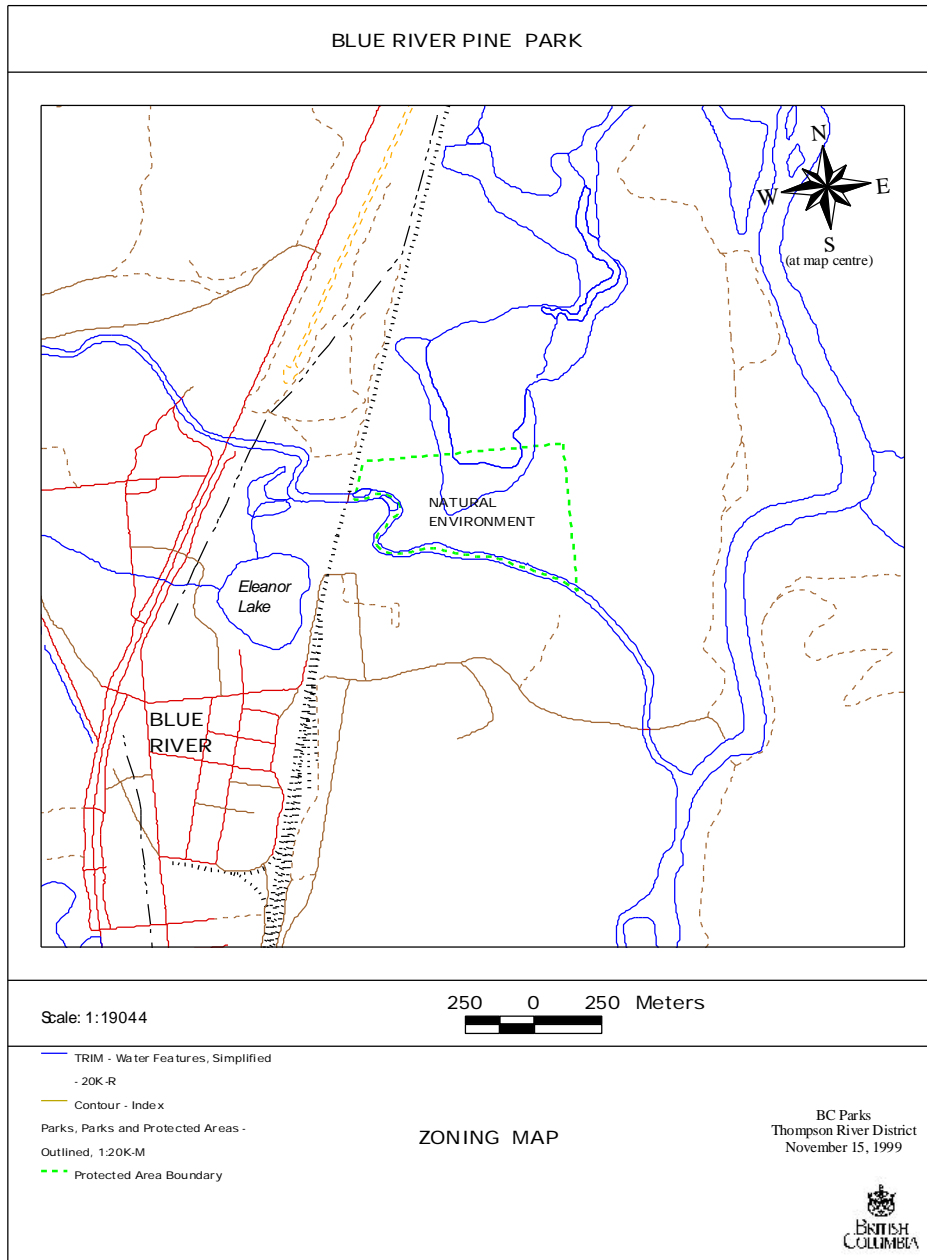 BLUE RIVER PINE PARK
N
W
E
S
(at map centre)
NATURAL
ENVIRONMENT
Eleanor
Lake
BLUE
RIVER
Scale: 1:19044
250 0 250 Meters
TRIM - Water Features, Simplified
- 20K-R
Contour - Index
Parks, Parks and Protected Areas -
Outlined, 1:20K-M
Protected Area Boundary
ZONING MAP
BC Parks
Thompson River District
November 15, 1999
BRITISH
COLUMBIA